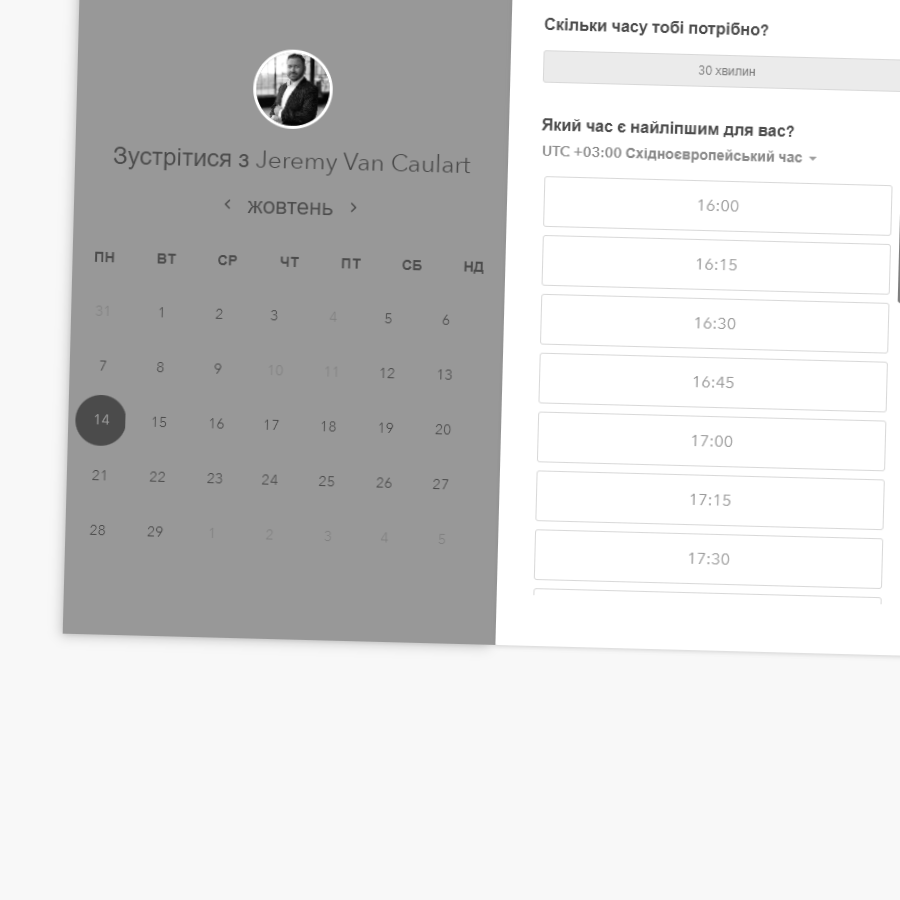 Зустрітися з Jeremy Van Caulart
жовтень
ПН ВТ СР ЧТ ПТ СБ НД
31 1 2 3 4 5 6
7 8 9 10 11 12 13
14 15 16 17 18 19 20
21 22 23 24 25 26 27
28 29 1 2 3 4 5
Скільки часу тобі потрібно?
30 хвилин
Який час є найліпшим для вас?
UTC +03:00 Східноєвропейський час
16:00
16:15
16:30
16:45
17:00
17:15
17:30